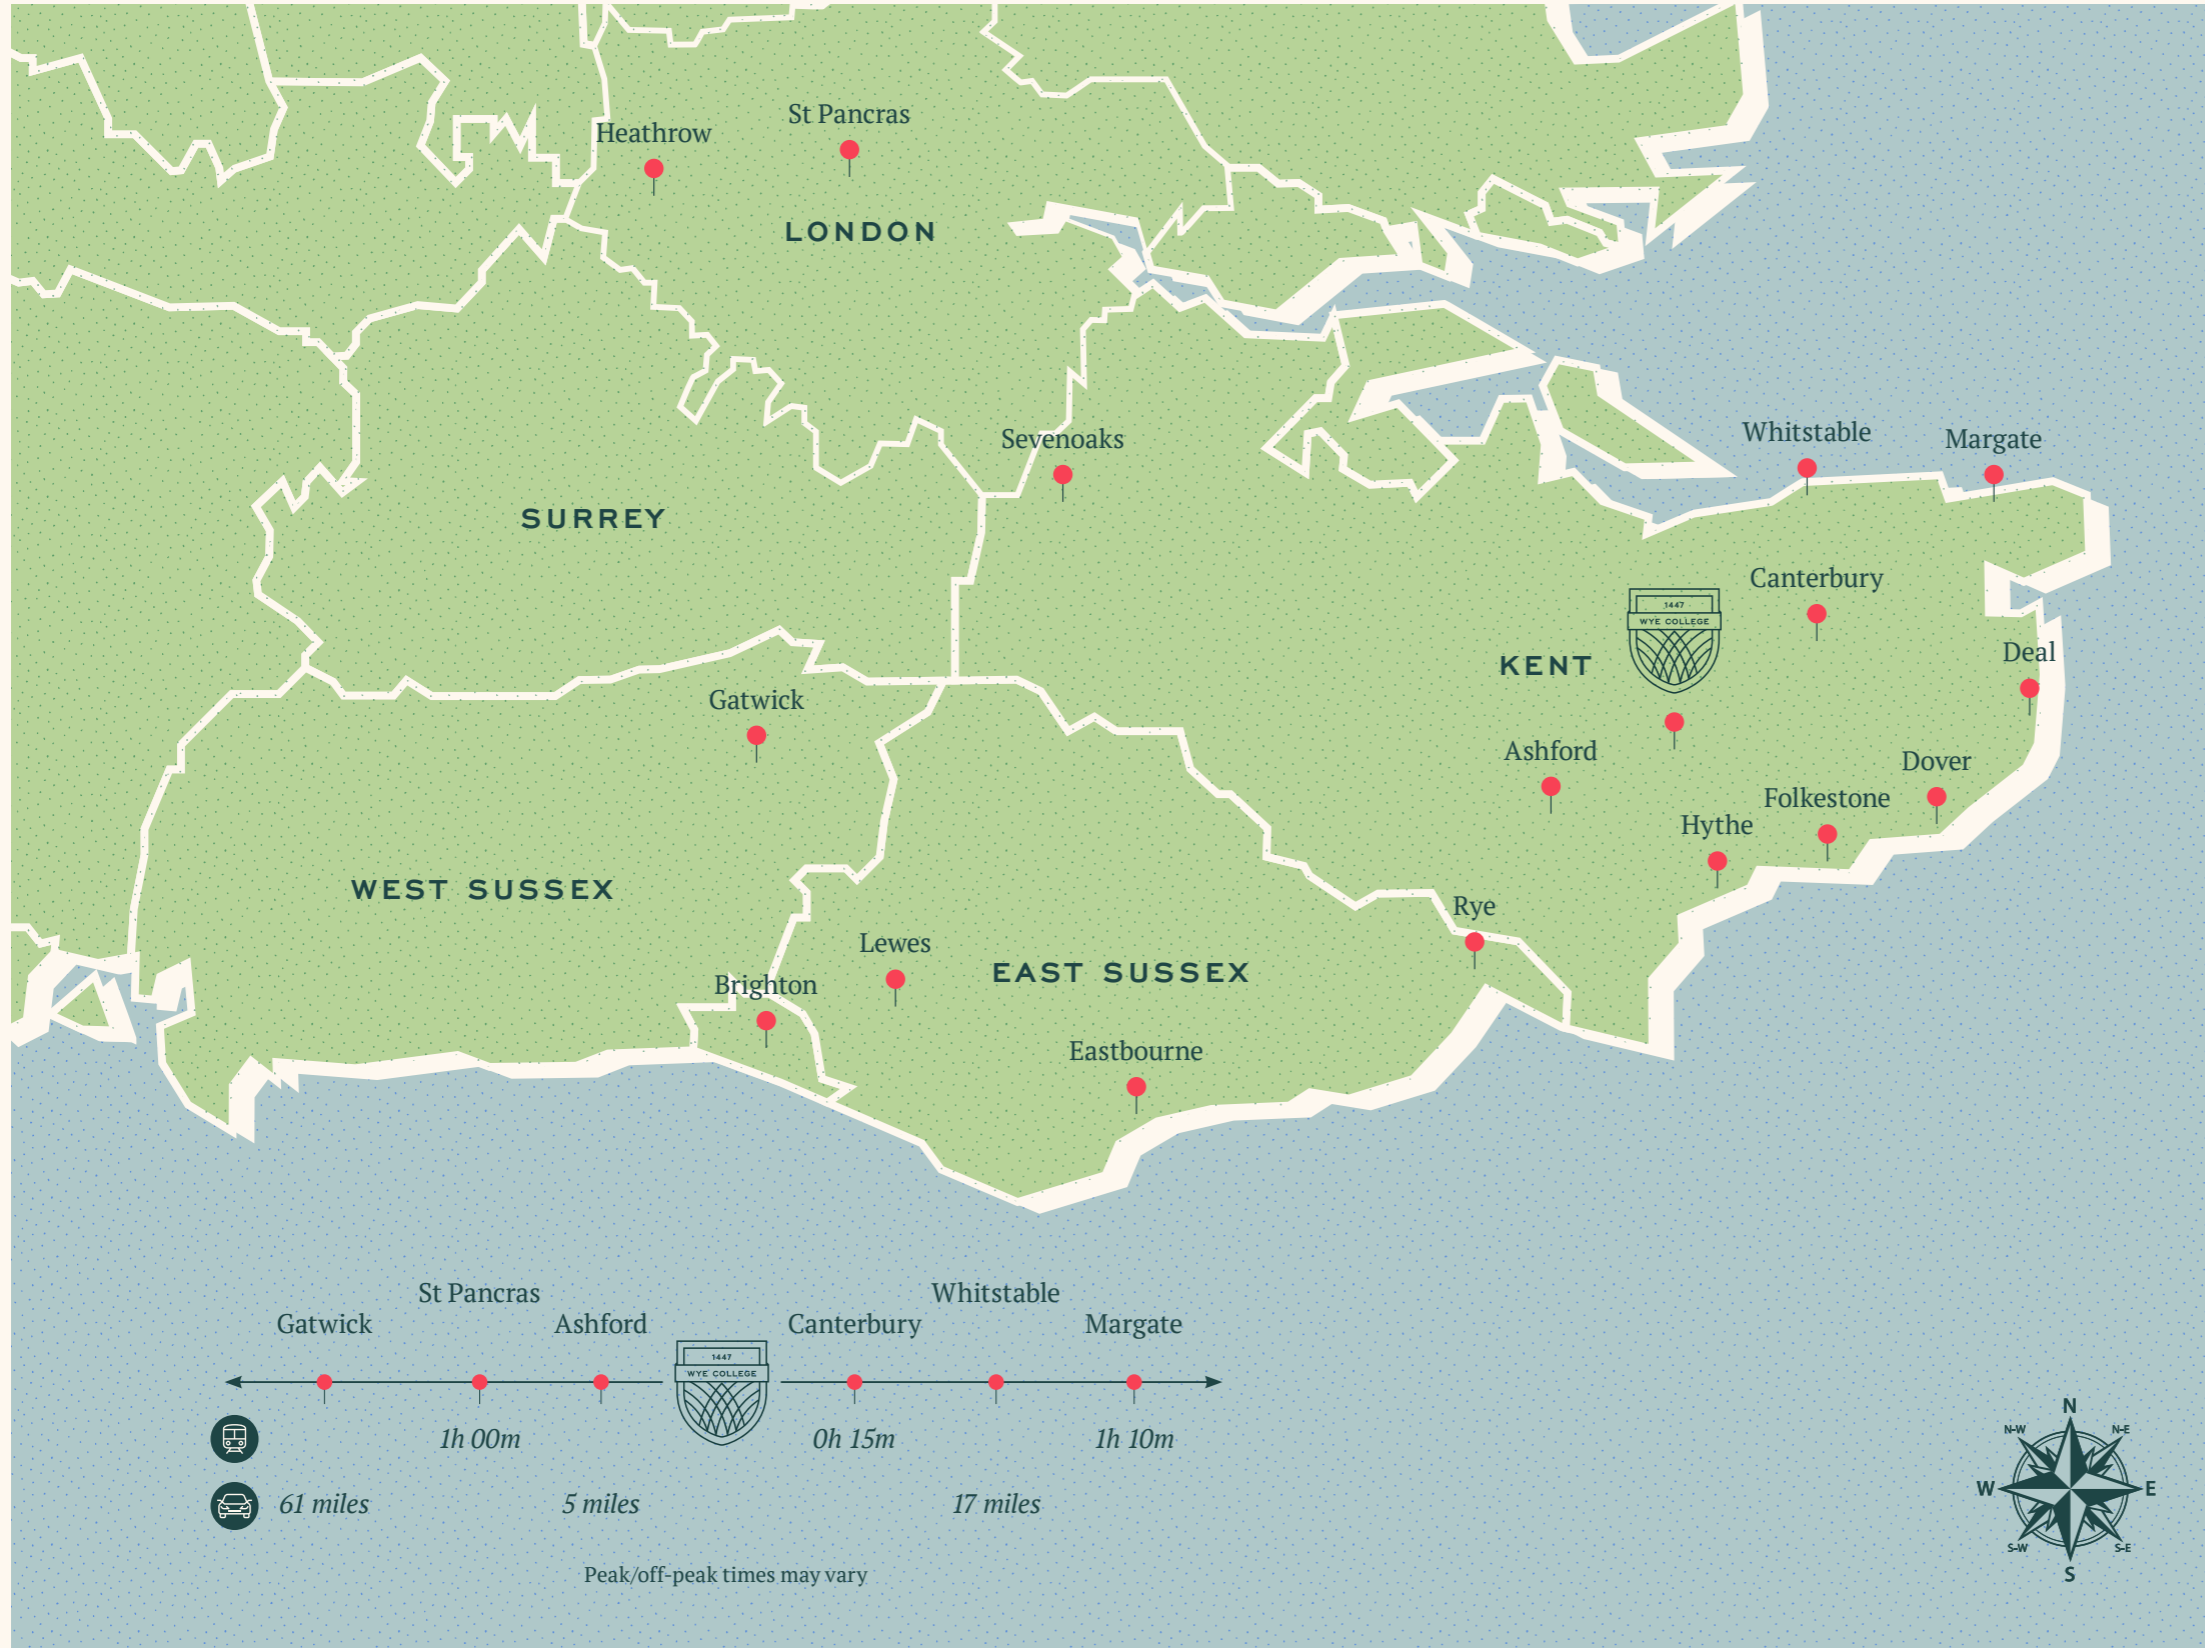 St Pancras
Heathrow
LONDON
Whitstable
Margate
Sevenoaks
SURREY
Canterbury
1447
WYE COLLEGE
Deal
KENT
Gatwick
Ashford
Dover
Folkestone
Hythe
WEST SUSSEX
Rye
Lewes
EAST SUSSEX
Brighton
Eastbourne
St Pancras
Whitstable
Gatwick
Ashford
Canterbury
Margate
1447
WYE COLLEGE
1h 00m
0h 15m
1h 10m
61 miles
5 miles
17 miles
Peak/off-peak times may vary
N
N-W
N-E
W
E
S-W
S-E
S